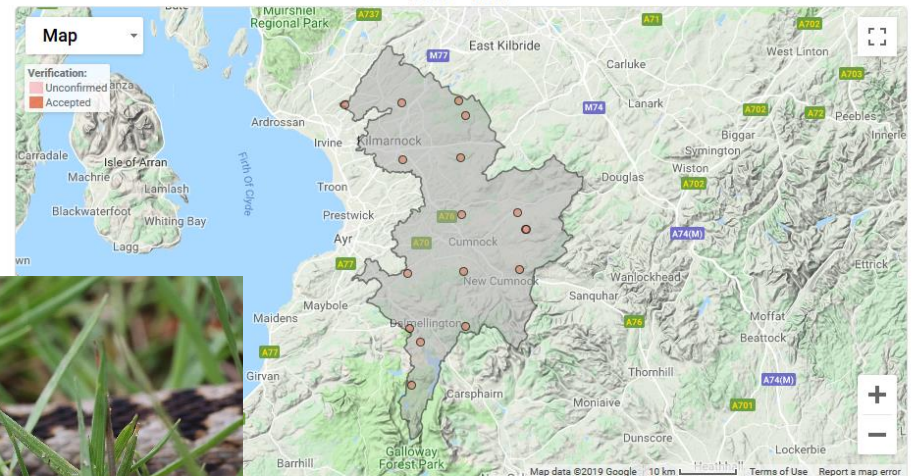 Map
Verification:
Unconfirmed
Accepted
Muirshiel
Regional Park
A737
East Kilbride
M77
A71
A702
West Linton
Carluke
A703
Lanark
M74
A702
A72
Peebles
Ardrossan
Irvine
Kilmarnock
Biggar
Symington
Isle of Arran
Carradale
Machrie
Lamlash
Firth Of Clyde
Troon
Douglas
Wiston
A702
Blackwaterfoot
Whiting Bay
Prestwick
A76
Lagg
Ayr
A70
Cumnock
A74(M)
A77
New Cumnock
Wanlockhead
Ettrick
Sanquhar
Maybole
Maidens
Dalmellington
A76
Moffat
Beattock
A77
Girvan
Thornhill
A74(M)
Carsphairn
Moniaive
A701
Dunscore
Lockerbie
Barrhill
Galloway
Forest Park
Map data ©2019 Google
10 km
Terms of Use
Report a map error